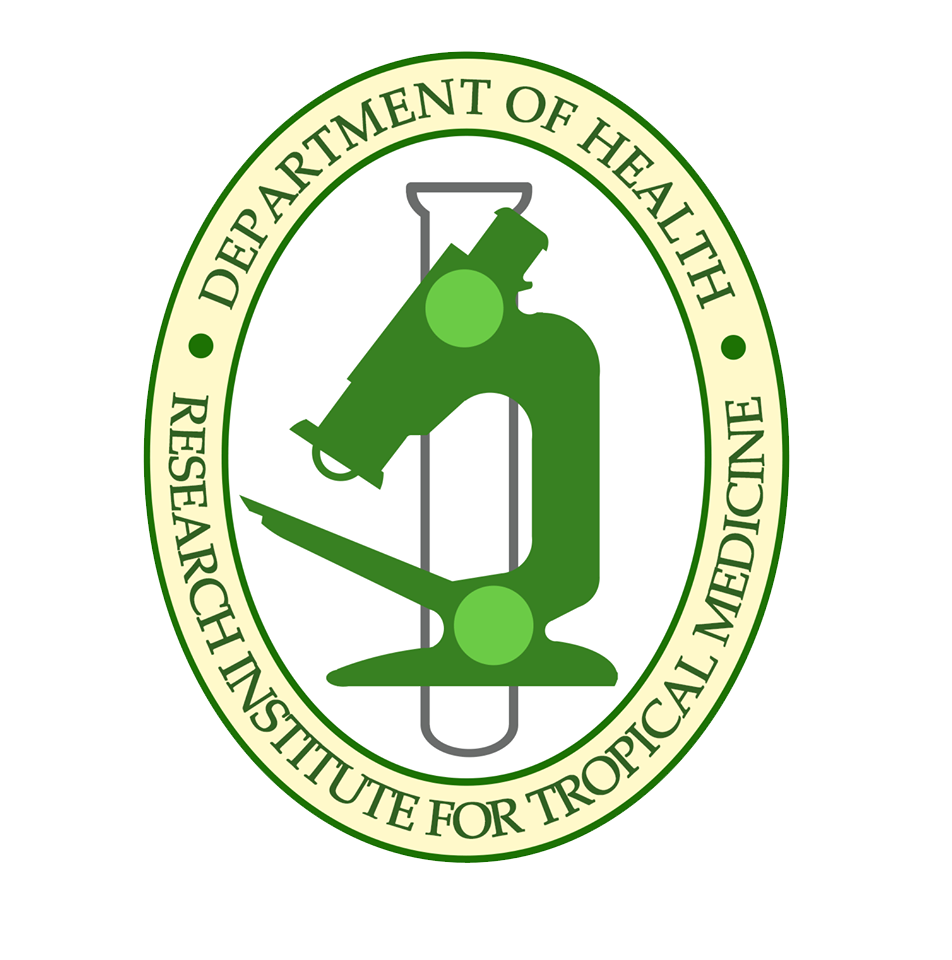 DEPARTMENT OF HEALTH
RESEARCH INSTITUTE FOR TROPICAL MEDICINE